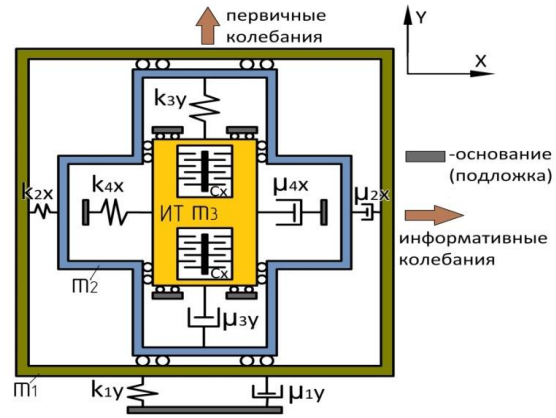 первичные
колебания
Y
X
k3y
-основание
(подложка)
k2x
k4x
Cx
μ4x
μ2x
ИТ m3
информативные
колебания
Cx
m2
μ3y
m1
k1y
μ1y